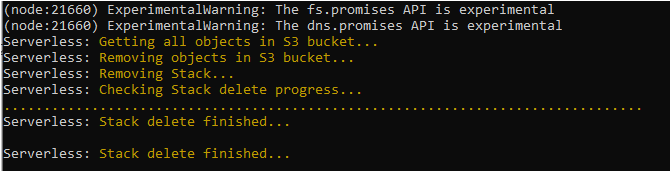 (node:21660) ExperimentalWarning: The fs.promises API is experimental
(node:21660) ExperimentalWarning: The dns.promises API is experimental
Serverless: Getting all objects in S3 bucket...
Serverless: Removing objects in S3 bucket...
Serverless: Removing Stack...
Serverless: Checking Stack delete progress...
................................................................................
Serverless: Stack delete finished...
Serverless: Stack delete finished...